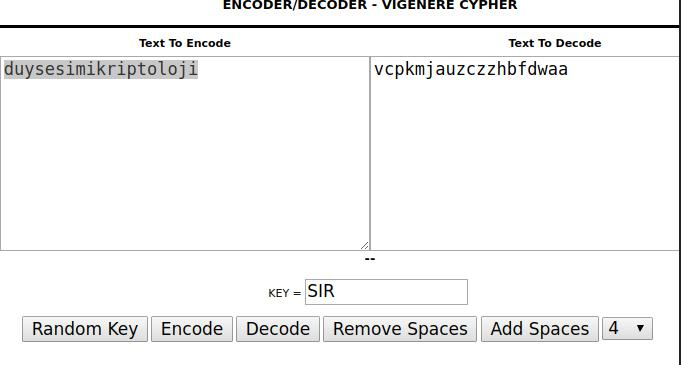 ENCODER/DECODER - VIGENERE CYPHER
Text To Encode Text To Decode
duysesimikriptoloji vcpkmjauzczzhbfdwaa
--
KEY = SIR
Random Key Encode Decode Remove Spaces Add Spaces 4